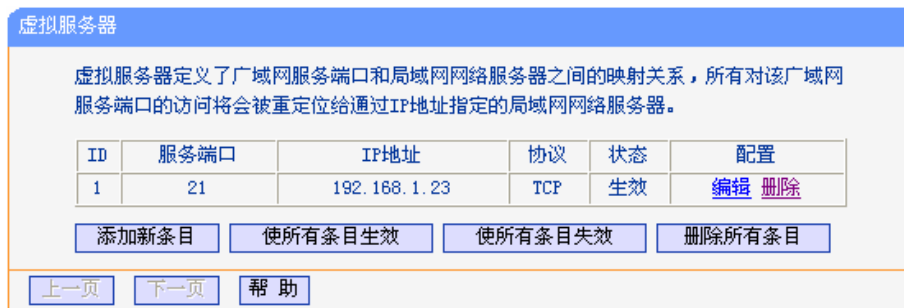 虚拟服务器
虚拟服务器定义了广域网服务端口和局域网网络服务器之间的映射关系，所有对该广域网
服务端口的访问将会被重定位给通过IP地址指定的局域网网络服务器。
ID 服务端口 IP地址 协议 状态 配置
1 21 192.168.1.23 TCP 生效 编辑 删除
添加新条目 使所有条目生效 使所有条目失效 删除所有条目
上一页 下一页 帮 助